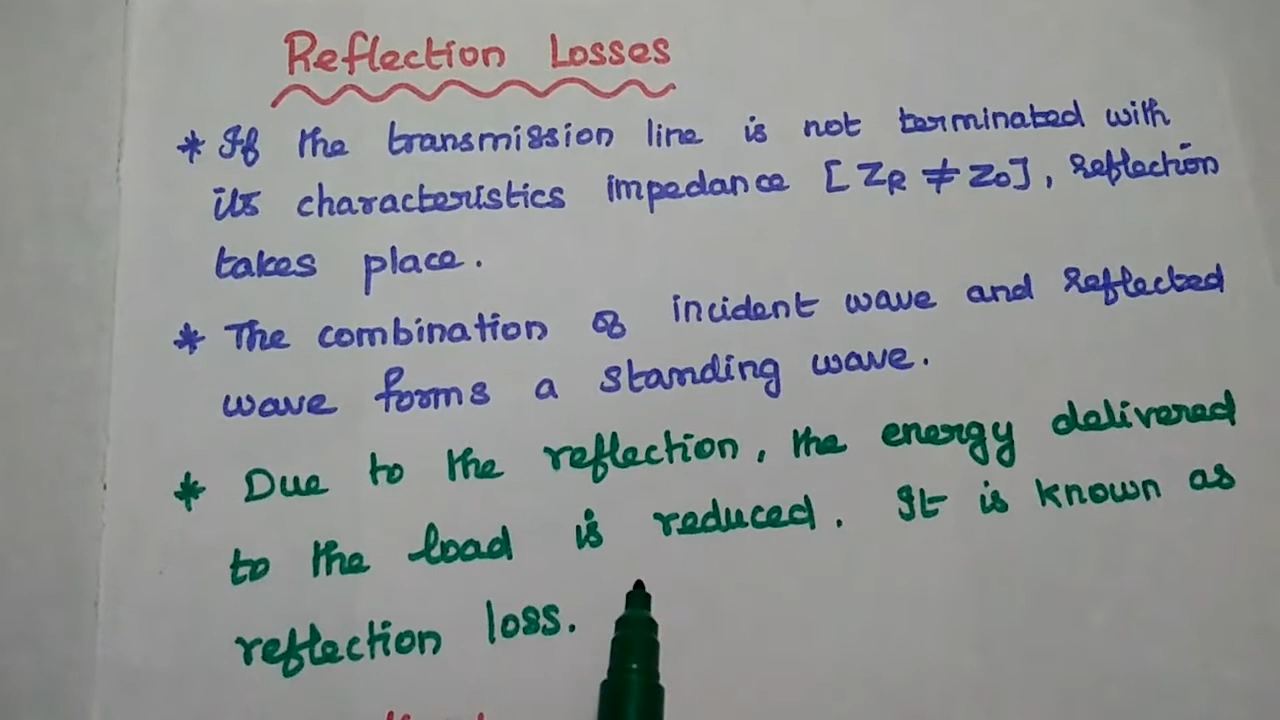 Reflection Losses
* If the transmission line is not terminated with
its characteristics impedance [ZR ≠ Zo], reflection
takes place.
* The combination of incident wave and reflected
wave forms a standing wave.
* Due to the reflection, the energy delivered
to the load is reduced. It is known as
reflection loss.